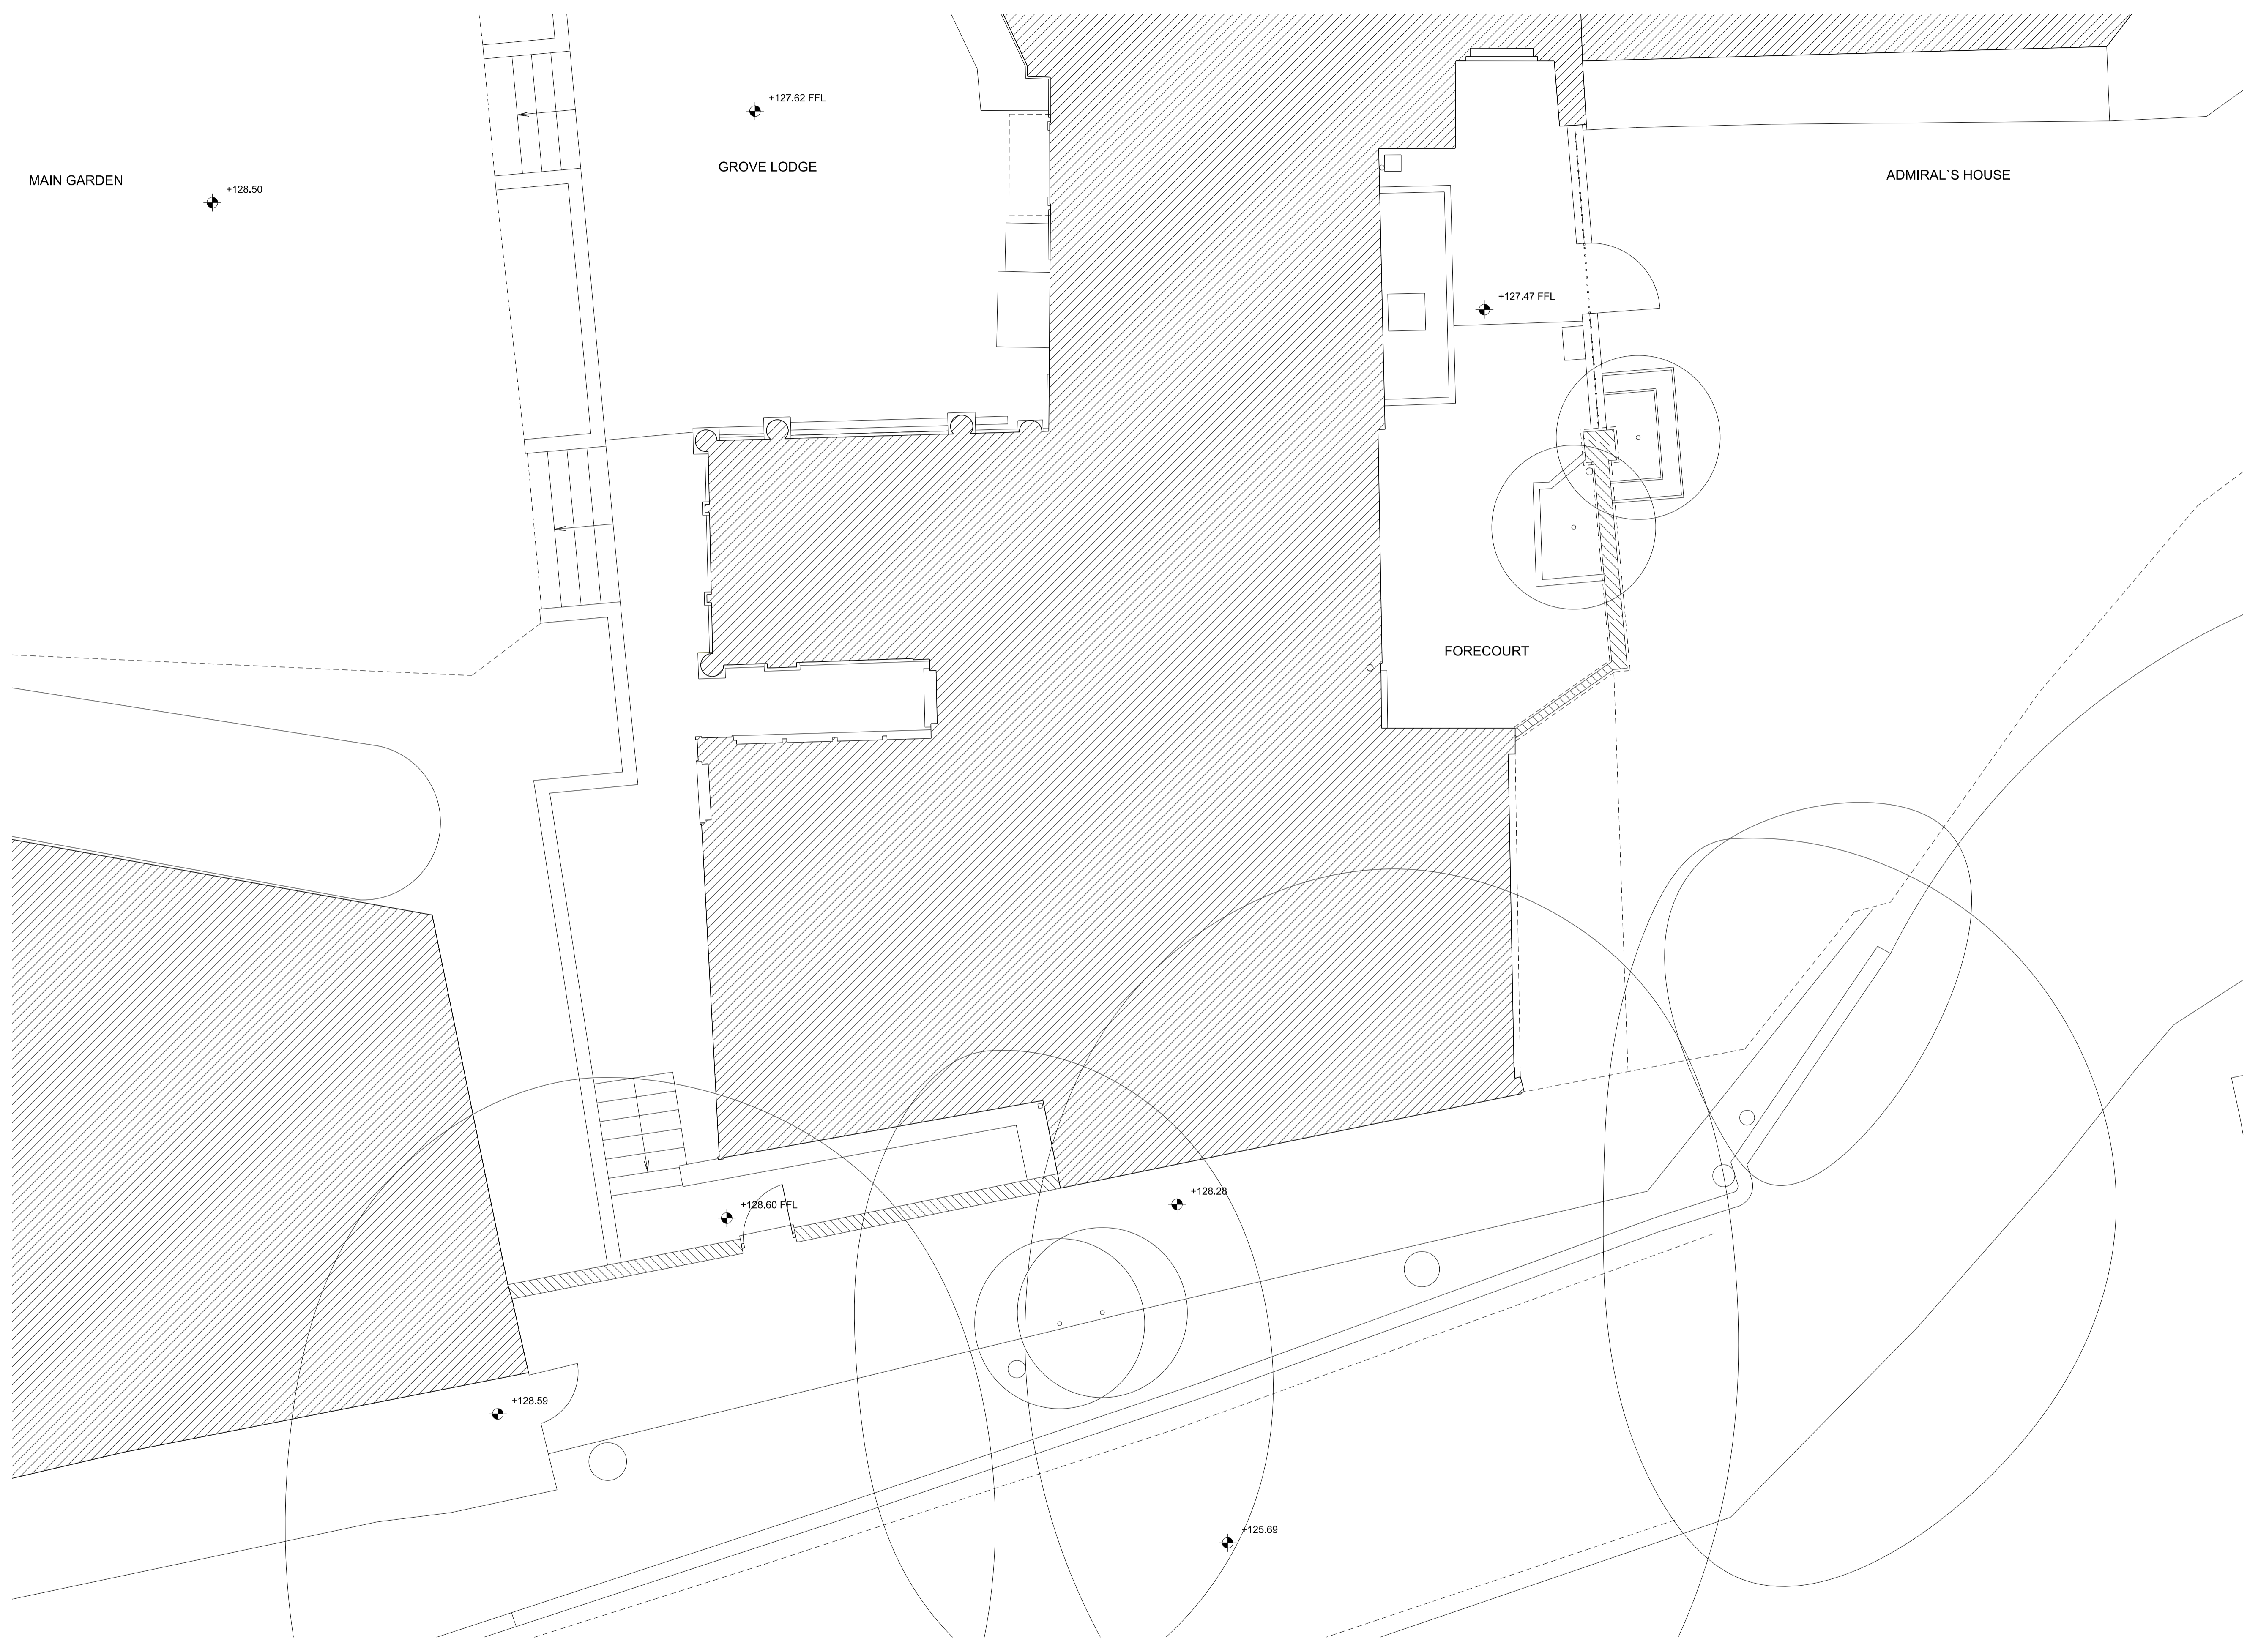 +127.62 FFL
GROVE LODGE
MAIN GARDEN
+128.50
ADMIRAL`S HOUSE
+127.47 FFL
FORECOURT
+128.28
+128.60 FFL
+128.59
+125.69